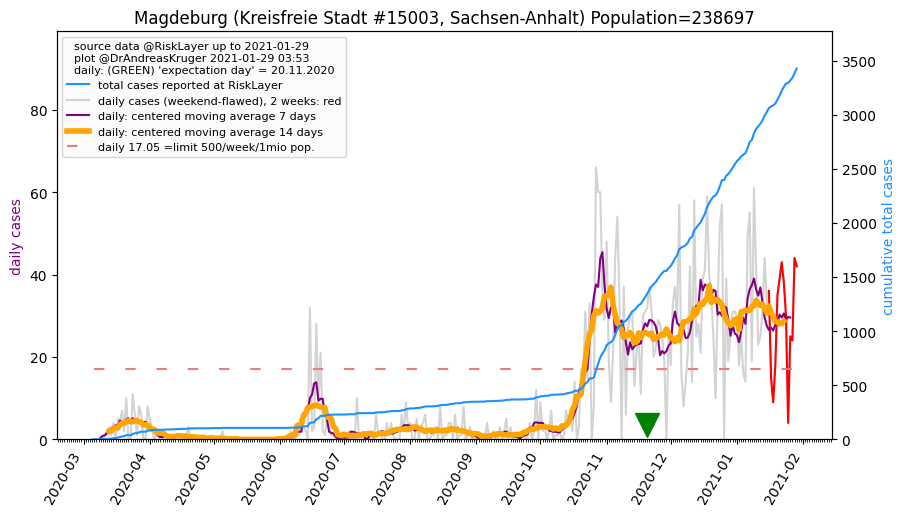 Magdeburg (Kreisfreie Stadt #15003, Sachsen-Anhalt) Population=238697
source data @RiskLayer up to 2021-01-29
plot @DrAndreasKruger 2021-01-29 03:53
daily: (GREEN) 'expectation day' = 20.11.2020
total cases reported at RiskLayer
daily cases (weekend-flawed), 2 weeks: red
daily: centered moving average 7 days
daily: centered moving average 14 days
daily 17.05 =limit 500/week/1mio pop.
daily cases
80
60
40
20
0
cumulative total cases
3500
3000
2500
2000
1500
1000
500
0
2020-03
2020-04
2020-05
2020-06
2020-07
2020-08
2020-09
2020-10
2020-11
2020-12
2021-01
2021-02